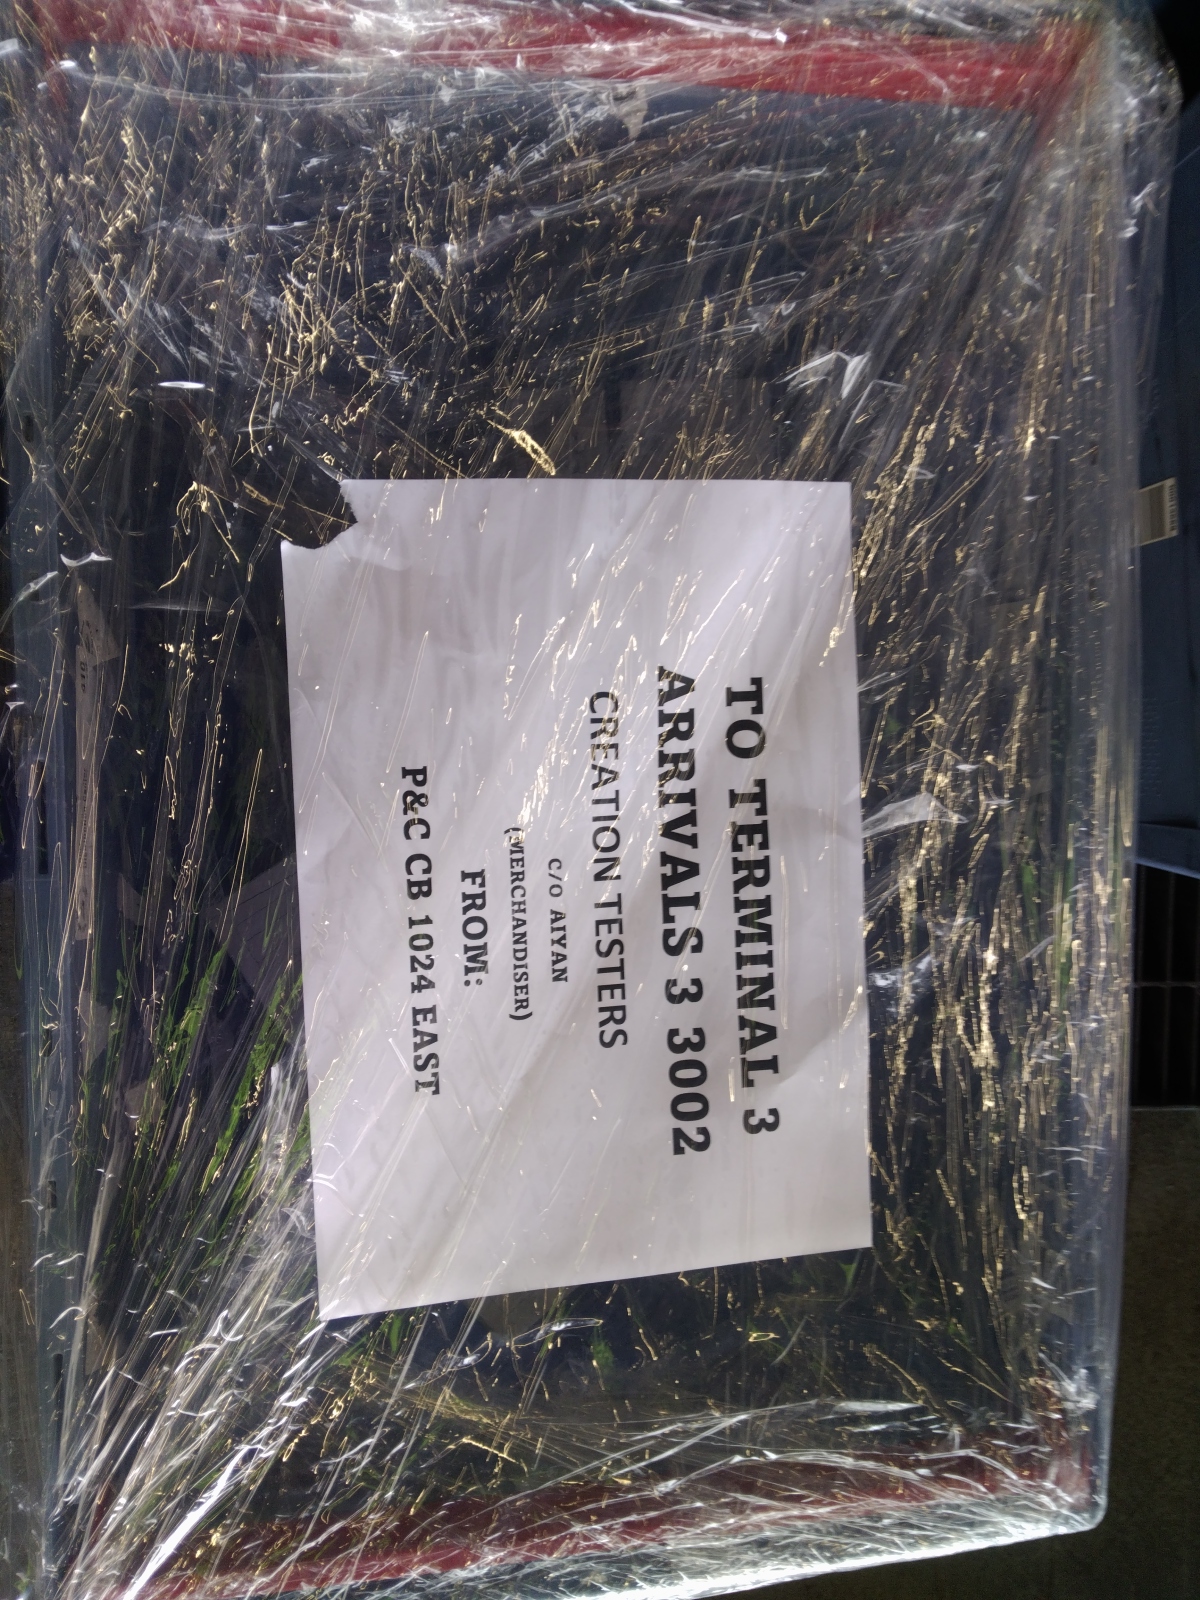 TO TERMINAL 3
ARRIVALS 3 3002
CREATION TESTERS
C/O AIYAN
(MERCHANDISER)
FROM:
P&C CB 1024 EAST